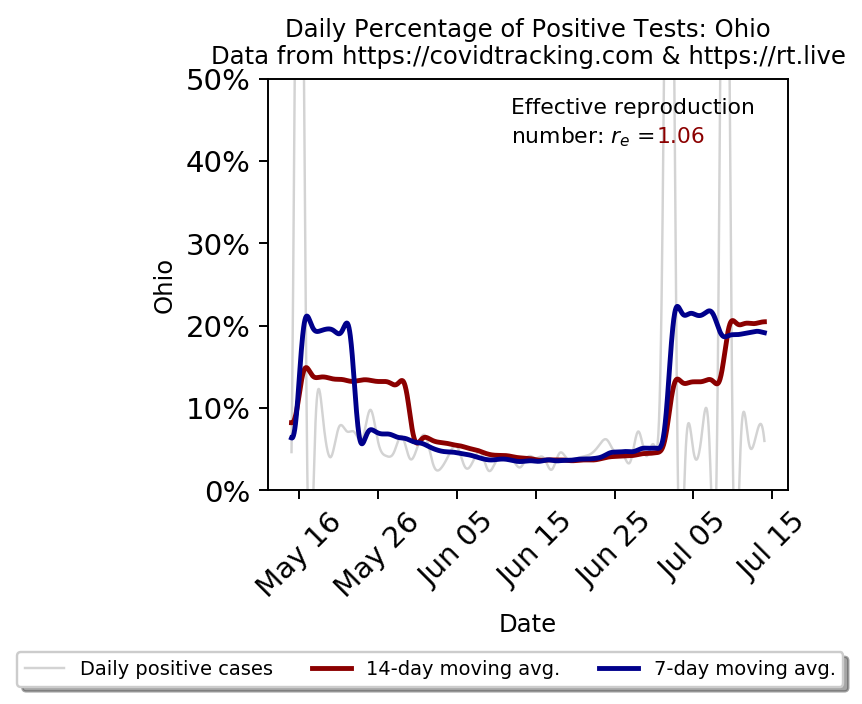 Daily Percentage of Positive Tests: Ohio
Data from https://covidtracking.com & https://rt.live
Effective reproduction
number: rₑ =1.06
50%
40%
30%
20%
10%
0%
Ohio
May 16
May 26
Jun 05
Jun 15
Jun 25
Jul 05
Jul 15
Date
Daily positive cases
14-day moving avg.
7-day moving avg.